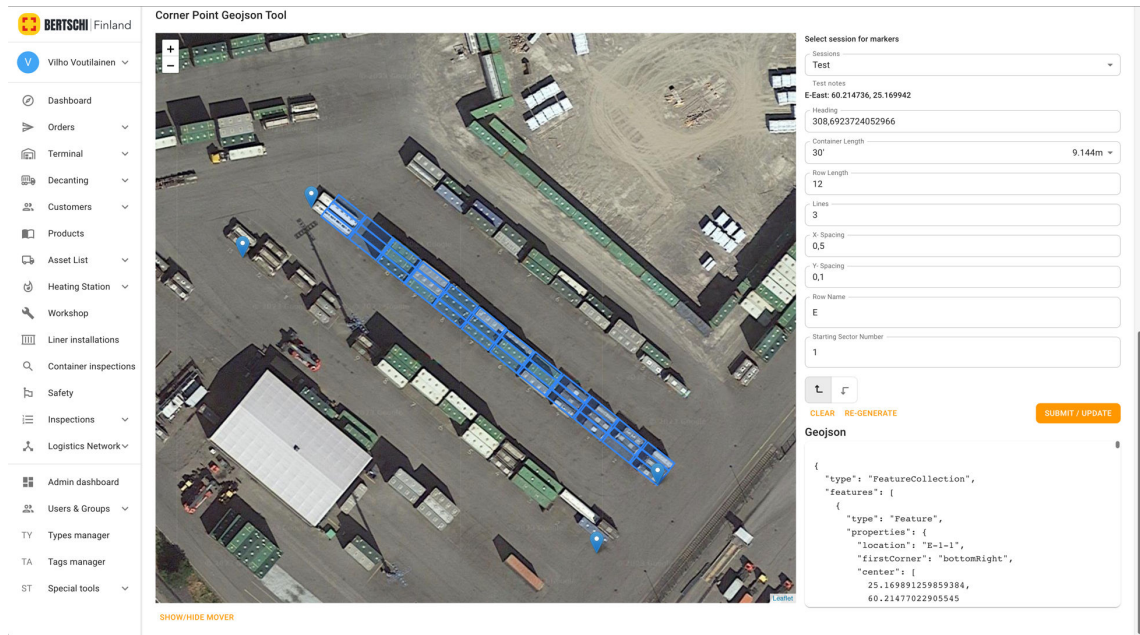 BERTSCHI Finland
V Vilho Voutilainen
Dashboard
Orders
Terminal
Decanting
Customers
Products
Asset List
Heating Station
Workshop
Liner installations
Container inspections
Safety
Inspections
Logistics Network
Admin dashboard
Users & Groups
TY Types manager
TA Tags manager
ST Special tools
Corner Point Geojson Tool
+
−
Leaflet
SHOW/HIDE MOVER
Select session for markers
Sessions
Test
Test notes
E-East: 60.214736, 25.169942
Heading
308,6923724052966
Container Length
30' 9.144m
Row Length
12
Lines
3
X- Spacing
0,5
Y- Spacing
0,1
Row Name
E
Starting Sector Number
1
CLEAR RE-GENERATE SUBMIT / UPDATE
Geojson
{
"type": "FeatureCollection",
"features": [
{
"type": "Feature",
"properties": {
"location": "E-1-1",
"firstCorner": "bottomRight",
"center": [
25.169891259859384,
60.21477022905545